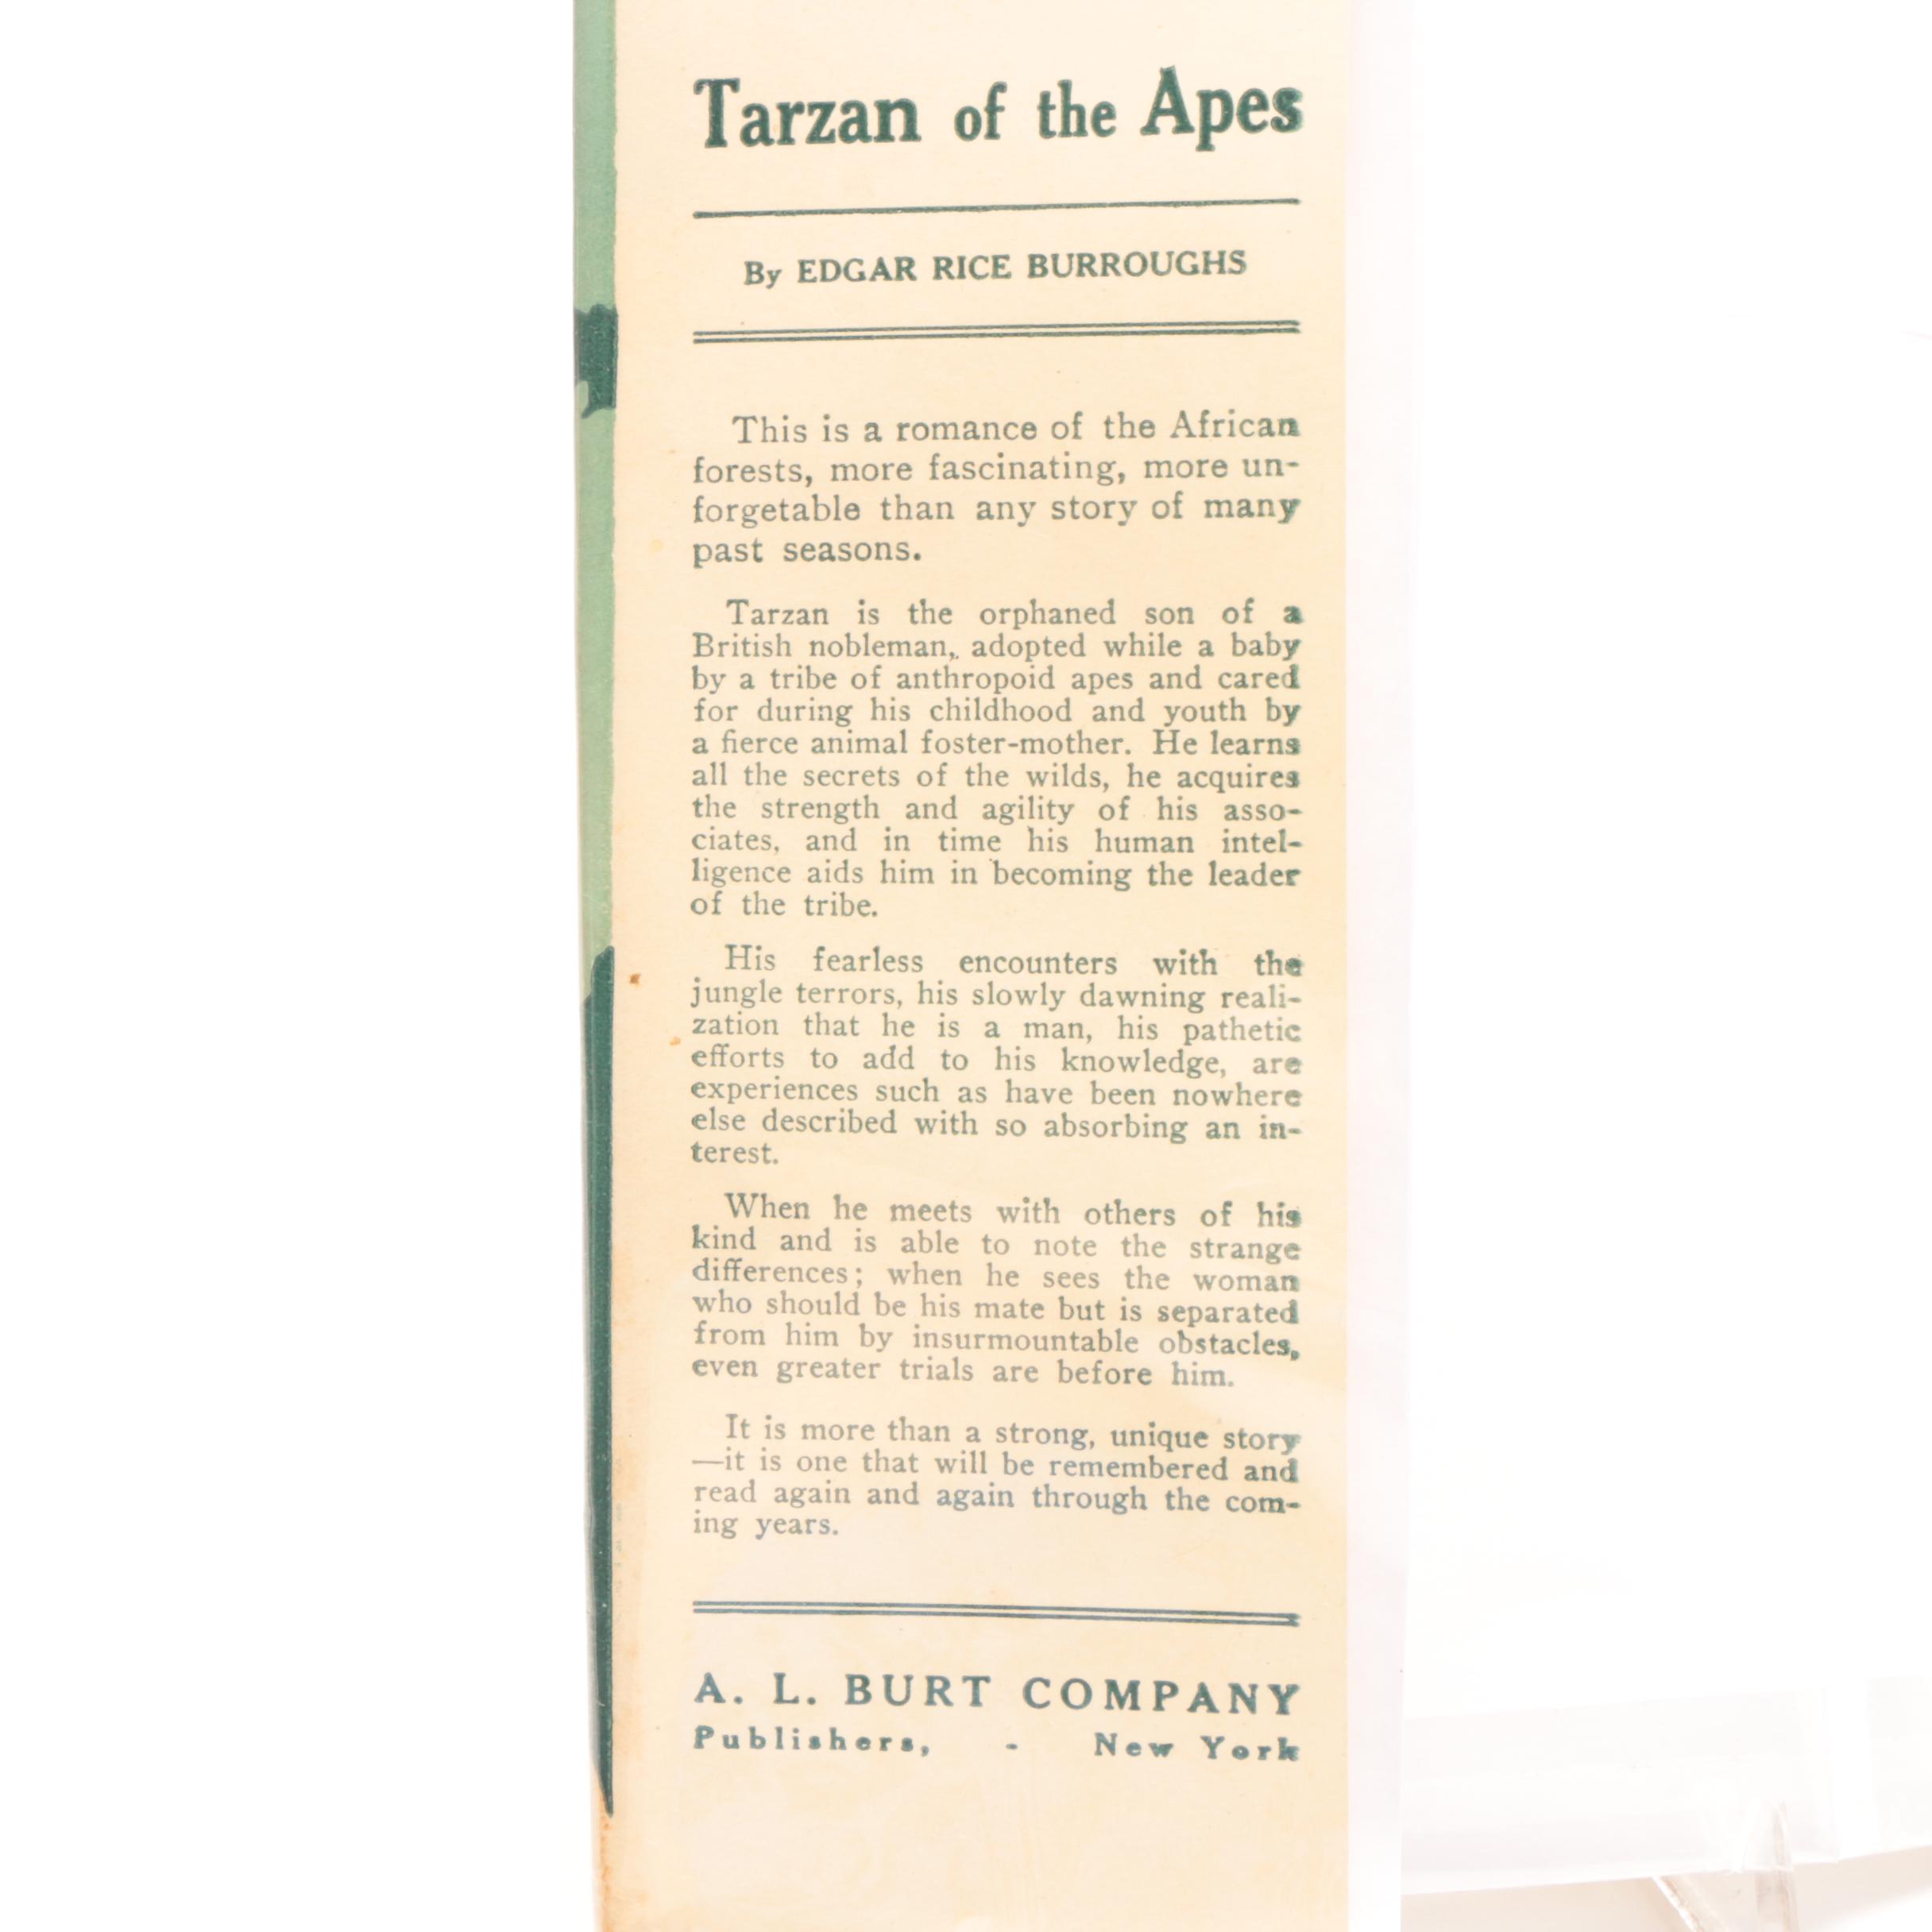 Tarzan of the Apes
By EDGAR RICE BURROUGHS
This is a romance of the African
forests, more fascinating, more un-
forgetable than any story of many
past seasons.
Tarzan is the orphaned son of a
British nobleman, adopted while a baby
by a tribe of anthropoid apes and cared
for during his childhood and youth by
a fierce animal foster-mother. He learns
all the secrets of the wilds, he acquires
the strength and agility of his asso-
ciates, and in time his human intel-
ligence aids him in becoming the leader
of the tribe.
His fearless encounters with the
jungle terrors, his slowly dawning reali-
zation that he is a man, his pathetic
efforts to add to his knowledge, are
experiences such as have been nowhere
else described with so absorbing an in-
terest.
When he meets with others of his
kind and is able to note the strange
differences; when he sees the woman
who should be his mate but is separated
from him by insurmountable obstacles,
even greater trials are before him.
It is more than a strong, unique story
—it is one that will be remembered and
read again and again through the com-
ing years.
A. L. BURT COMPANY
Publishers, - New York